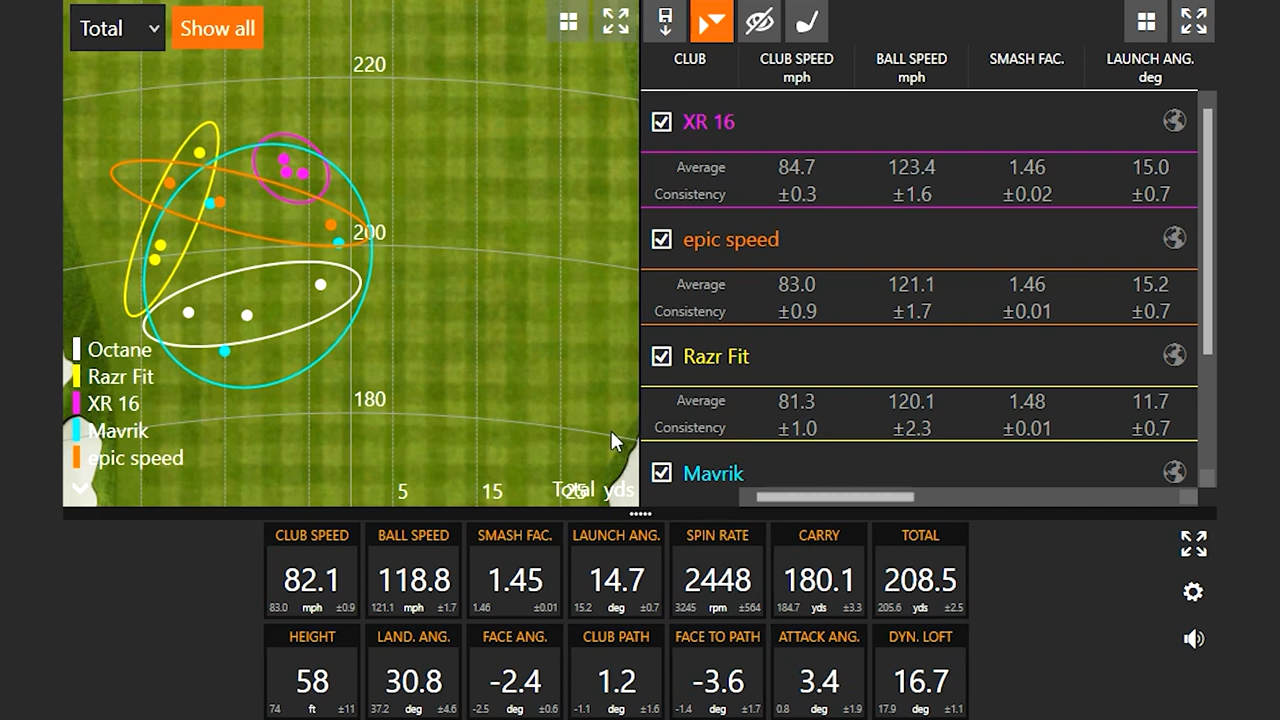 Total
Show all
220
200
180
Octane
Razr Fit
XR 16
Mavrik
epic speed
5 15 25
Total yds
CLUB CLUB SPEED mph BALL SPEED mph SMASH FAC. LAUNCH ANG. deg
XR 16
Average 84.7 123.4 1.46 15.0
Consistency ±0.3 ±1.6 ±0.02 ±0.7
epic speed
Average 83.0 121.1 1.46 15.2
Consistency ±0.9 ±1.7 ±0.01 ±0.7
Razr Fit
Average 81.3 120.1 1.48 11.7
Consistency ±1.0 ±2.3 ±0.01 ±0.7
Mavrik
CLUB SPEED BALL SPEED SMASH FAC. LAUNCH ANG. SPIN RATE CARRY TOTAL
82.1 118.8 1.45 14.7 2448 180.1 208.5
83.0 mph ±0.9 121.1 mph ±1.7 1.46 ±0.01 15.2 deg ±0.7 3245 rpm ±564 184.7 yds ±3.3 205.6 yds ±2.5
HEIGHT LAND. ANG. FACE ANG. CLUB PATH FACE TO PATH ATTACK ANG. DYN. LOFT
58 30.8 -2.4 1.2 -3.6 3.4 16.7
74 ft ±11 37.2 deg ±4.6 -2.5 deg ±0.6 -1.1 deg ±1.6 -1.4 deg ±1.7 0.8 deg ±1.9 17.9 deg ±1.1